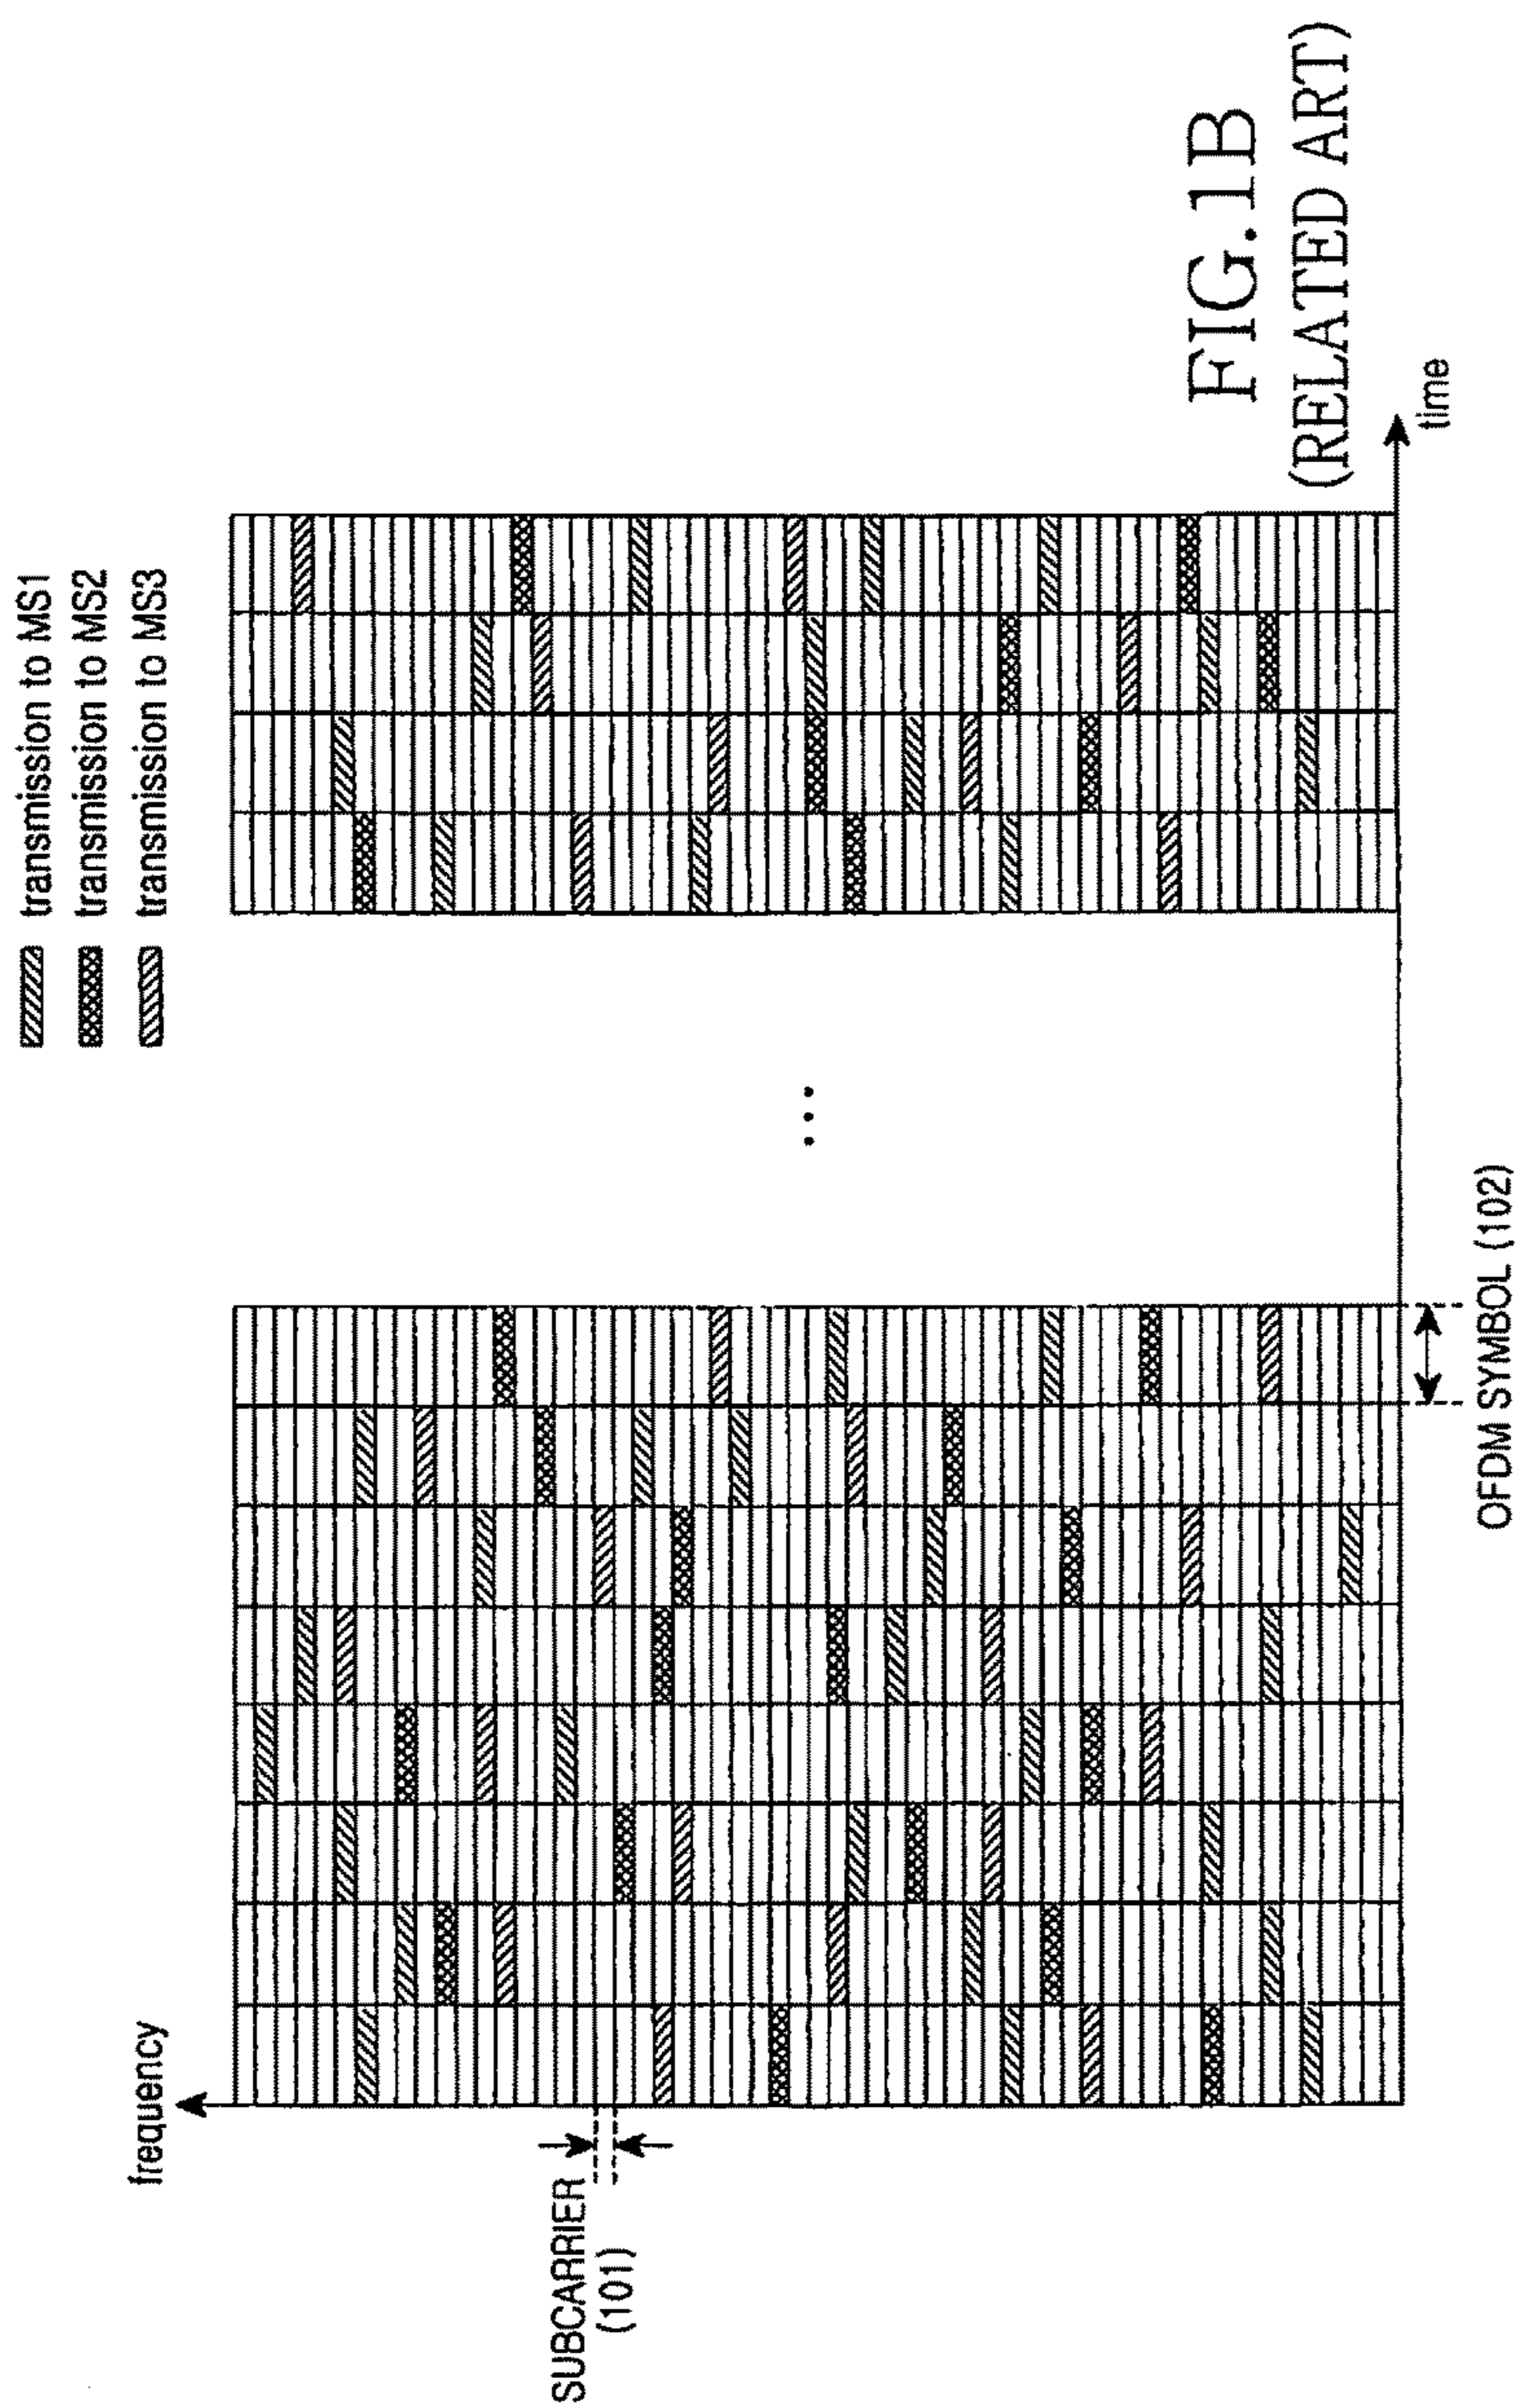 transmission to MS1
transmission to MS2
transmission to MS3
frequency
SUBCARRIER
(101)
...
OFDM SYMBOL (102)
time
FIG.1B
(RELATED ART)